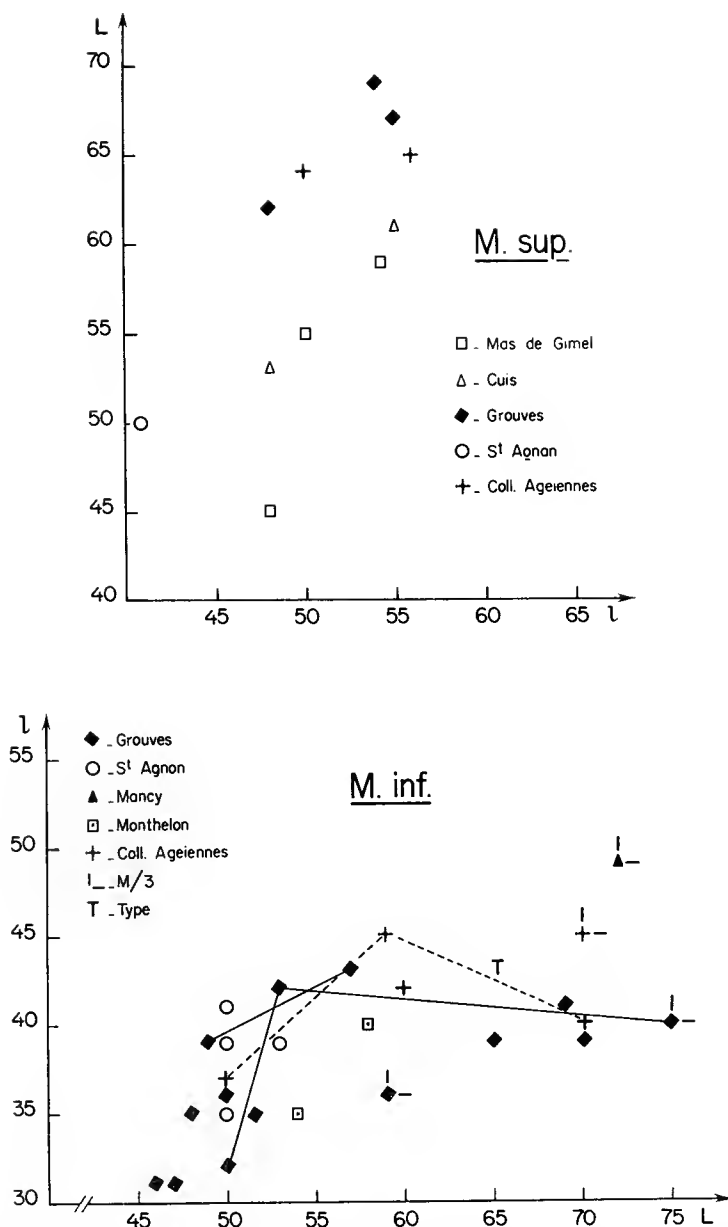 L
70
65
60
55
50
45
40
45 50 55 60 65 l
M. sup.
□ - Mas de Gimel
△ - Cuis
◆ - Grouves
○ - St Agnan
+ - Coll. Ageiennes
l
55
50
45
40
35
30
45 50 55 60 65 70 75 L
M. inf.
◆ - Grouves
○ - St Agnon
▲ - Mancy
⊡ - Monthelon
+ - Coll. Ageiennes
|_ - M/3
T - Type
T